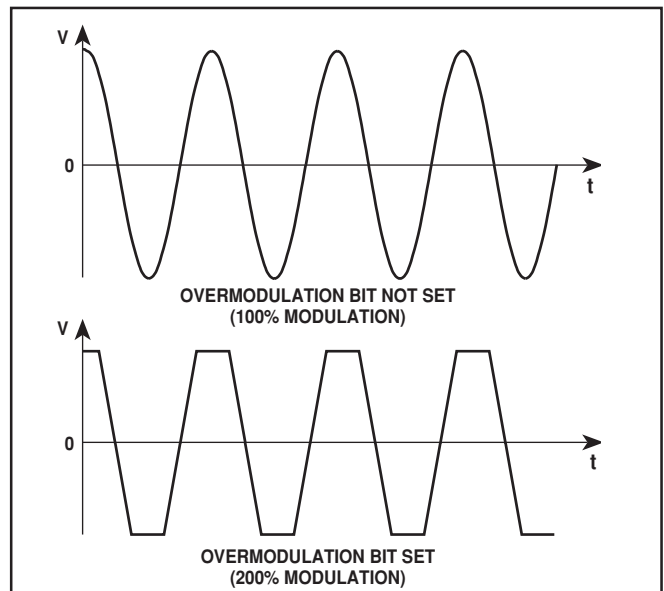 V
0
t
OVERMODULATION BIT NOT SET
(100% MODULATION)
V
0
t
OVERMODULATION BIT SET
(200% MODULATION)